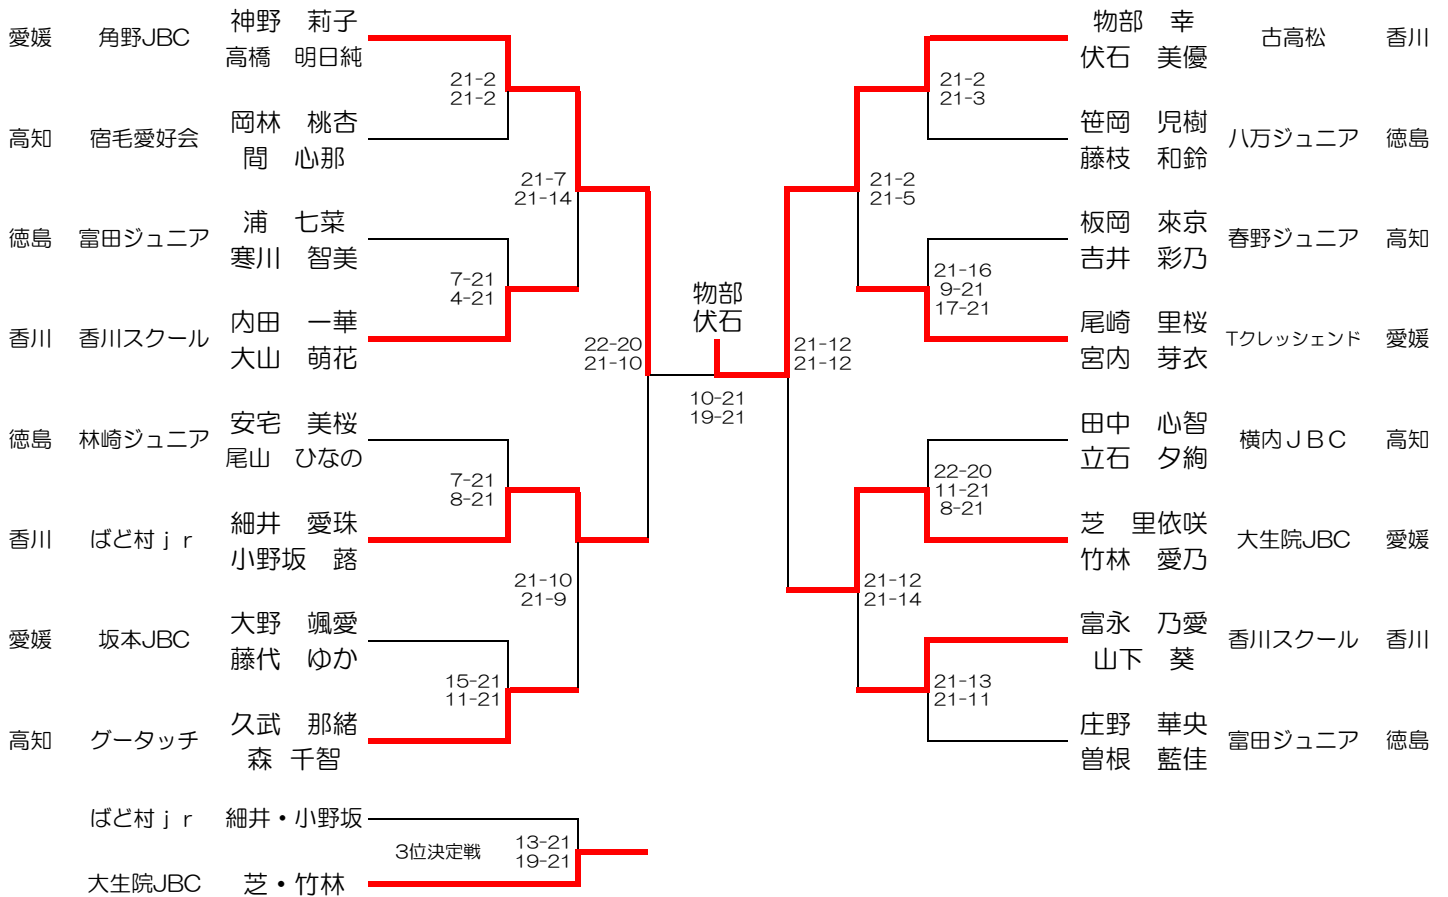 愛媛 角野JBC 神野 莉子
高橋 明日純
21-2
21-2
高知 宿毛愛好会 岡林 桃杏
間 心那
21-7
21-14
徳島 富田ジュニア 浦 七菜
寒川 智美
7-21
4-21
香川 香川スクール 内田 一華
大山 萌花
22-20
21-10
徳島 林崎ジュニア 安宅 美桜
尾山 ひなの
7-21
8-21
香川 ばど村ｊｒ 細井 愛珠
小野坂 蕗
21-10
21-9
愛媛 坂本JBC 大野 颯愛
藤代 ゆか
15-21
11-21
高知 グータッチ 久武 那緒
森 千智
物部
伏石
10-21
19-21
物部 幸 古高松 香川
伏石 美優
21-2
21-3
笹岡 児樹 八万ジュニア 徳島
藤枝 和鈴
21-2
21-5
板岡 來京 春野ジュニア 高知
吉井 彩乃
21-16
9-21
17-21
尾崎 里桜 Tクレッシェンド 愛媛
宮内 芽衣
21-12
21-12
田中 心智 横内ＪＢＣ 高知
立石 夕絢
22-20
11-21
8-21
芝 里依咲 大生院JBC 愛媛
竹林 愛乃
21-12
21-14
富永 乃愛 香川スクール 香川
山下 葵
21-13
21-11
庄野 華央 富田ジュニア 徳島
曽根 藍佳
ばど村ｊｒ 細井・小野坂
3位決定戦
13-21
19-21
大生院JBC 芝・竹林